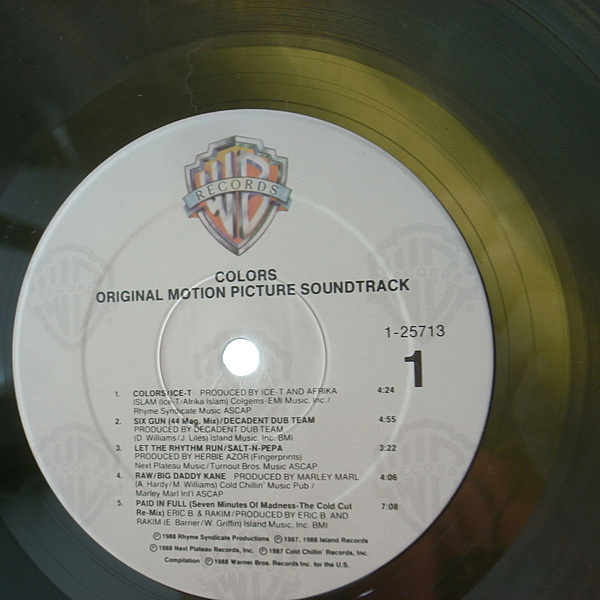 WB
RECORDS
COLORS
ORIGINAL MOTION PICTURE SOUNDTRACK
1-25713
1
1. COLORS/ICE-T PRODUCED BY ICE-T AND AFRIKA 4:24
ISLAM (Ice-T/Afrika Islam) Colgems-EMI Music, Inc./
Rhyme Syndicate Music ASCAP
2. SIX GUN (44 Mag. Mix)/DECADENT DUB TEAM 4:55
PRODUCED BY DECADENT DUB TEAM
(D. Williams/J. Liles) Island Music, Inc. BMI
3. LET THE RHYTHM RUN/SALT-N-PEPA 3:22
PRODUCED BY HERBIE AZOR (Fingerprints)
Next Plateau Music/Turnout Bros. Music ASCAP
4. RAW/BIG DADDY KANE PRODUCED BY MARLEY MARL 4:06
(A. Hardy/M. Williams) Cold Chillin' Music Pub/
Marley Marl Int'l ASCAP
5. PAID IN FULL (Seven Minutes Of Madness-The Cold Cut 7:08
Re-Mix) ERIC B. & RAKIM/PRODUCED BY ERIC B. AND
RAKIM (E. Barrier/W. Griffin) Island Music, Inc. BMI
℗ 1988 Rhyme Syndicate Productions ℗ 1987, 1988 Island Records
℗ 1988 Next Plateau Records, Inc. ℗ 1987 Cold Chillin' Records, Inc.
Compilation ℗ 1988 Warner Bros. Records Inc. for the U.S.